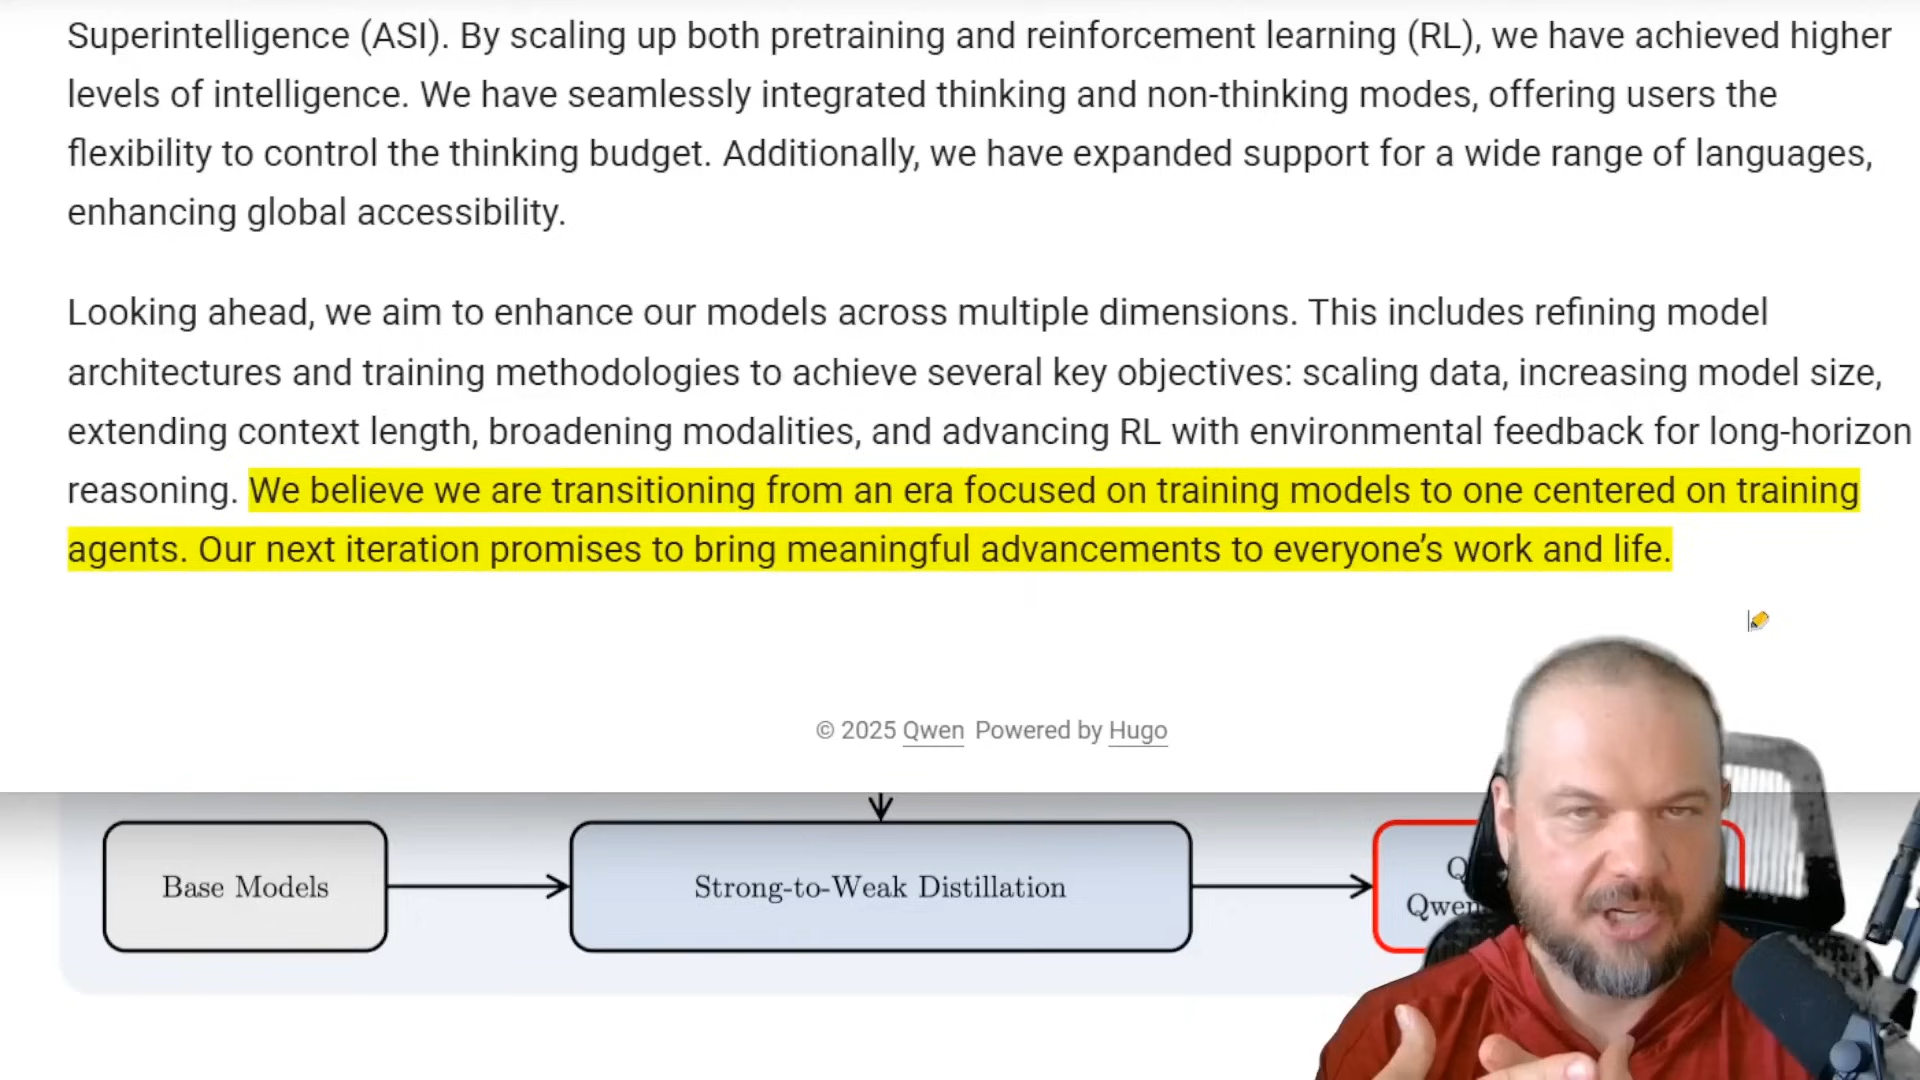 Superintelligence (ASI). By scaling up both pretraining and reinforcement learning (RL), we have achieved higher
levels of intelligence. We have seamlessly integrated thinking and non-thinking modes, offering users the
flexibility to control the thinking budget. Additionally, we have expanded support for a wide range of languages,
enhancing global accessibility.
Looking ahead, we aim to enhance our models across multiple dimensions. This includes refining model
architectures and training methodologies to achieve several key objectives: scaling data, increasing model size,
extending context length, broadening modalities, and advancing RL with environmental feedback for long-horizon
reasoning. We believe we are transitioning from an era focused on training models to one centered on training
agents. Our next iteration promises to bring meaningful advancements to everyone’s work and life.
© 2025 Qwen Powered by Hugo
Base Models
Strong-to-Weak Distillation
Qwen